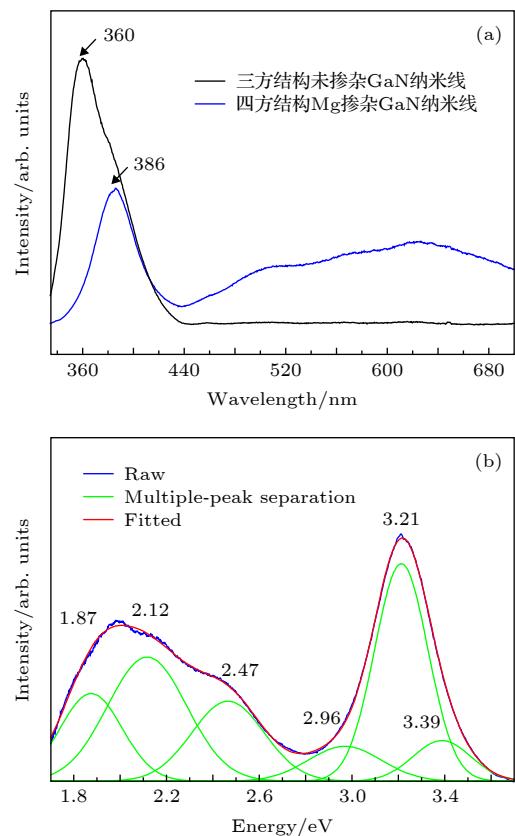 360
(a)
三方结构未掺杂GaN纳米线
四方结构Mg掺杂GaN纳米线
386
Intensity/arb. units
360 440 520 600 680
Wavelength/nm
(b)
Raw
Multiple-peak separation
Fitted
3.21
1.87
2.12
2.47
2.96
3.39
Intensity/arb. units
1.8 2.2 2.6 3.0 3.4
Energy/eV